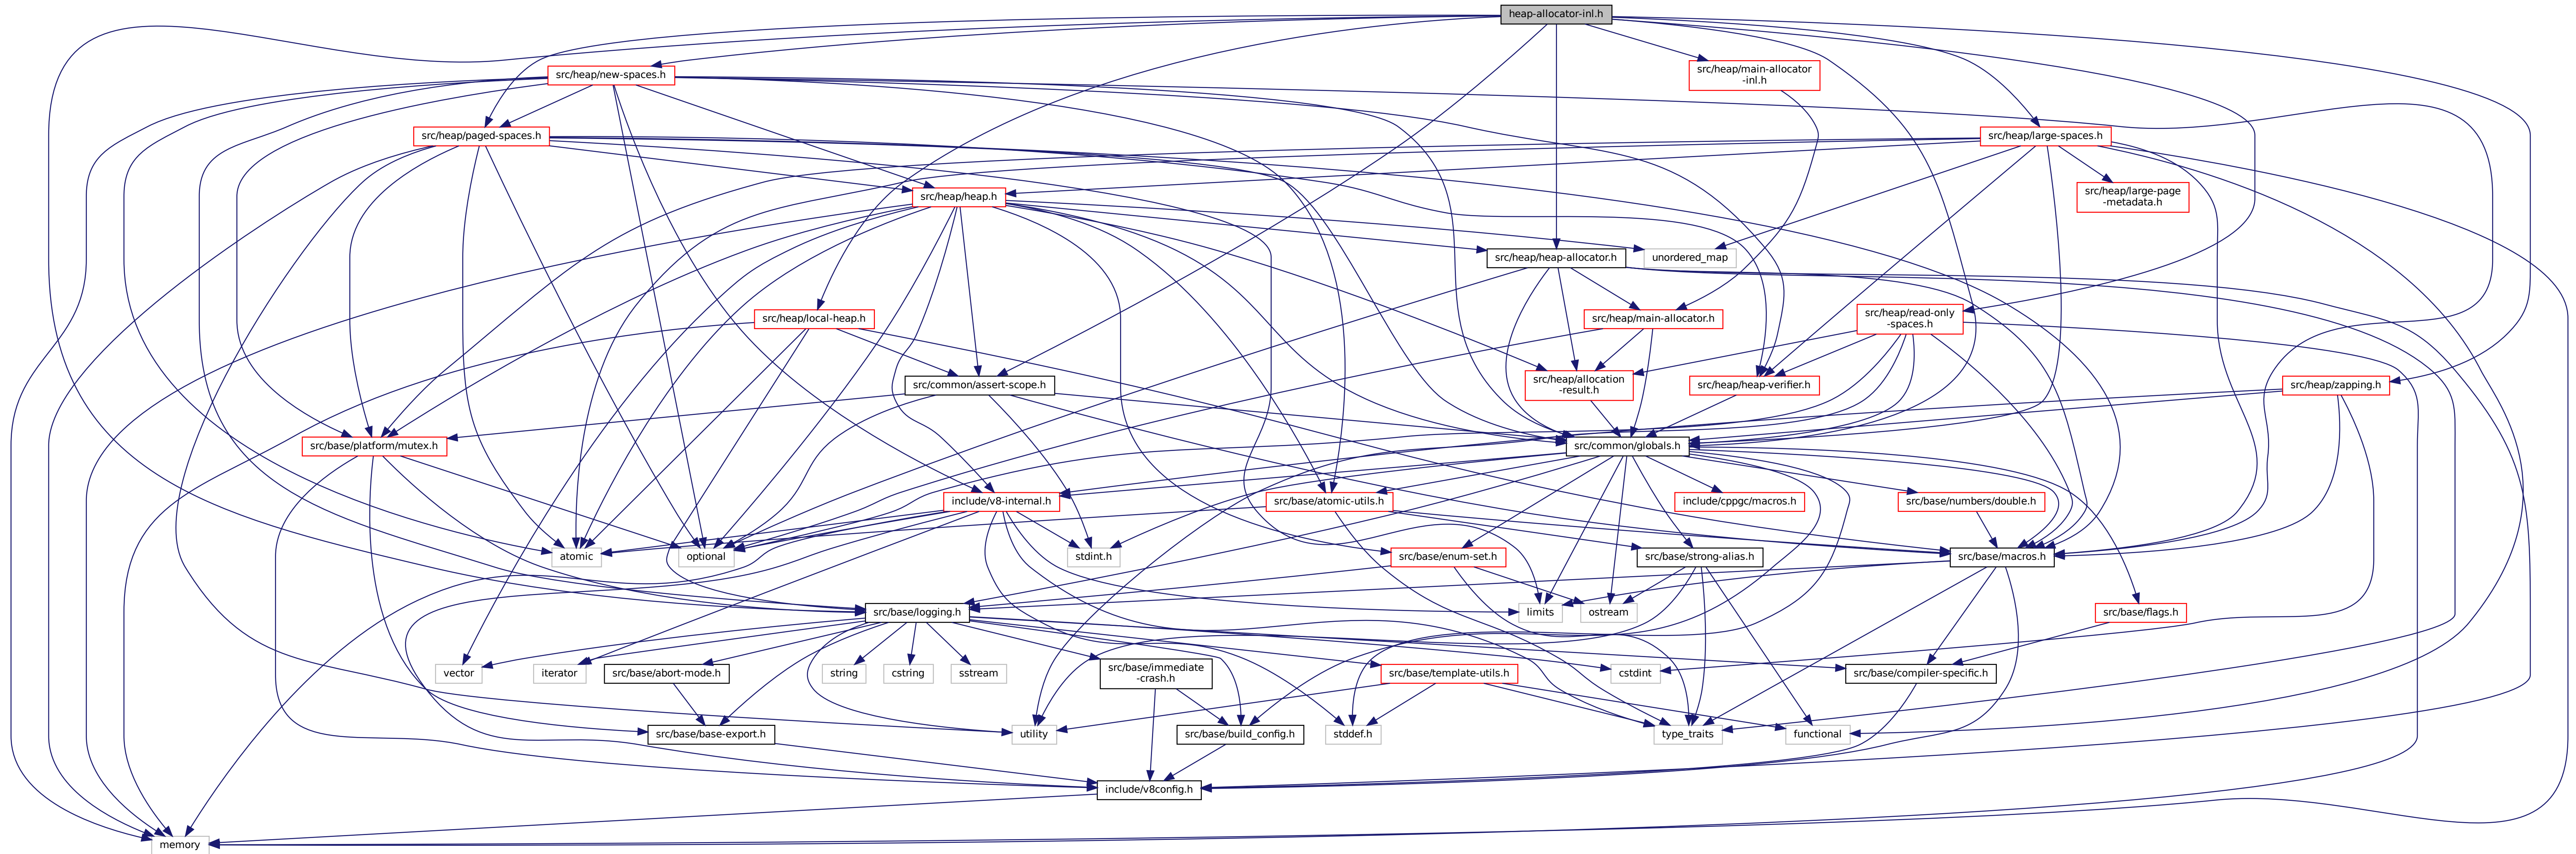 heap-allocator-inl.h
src/heap/new-spaces.h
src/heap/main-allocator
-inl.h
src/heap/paged-spaces.h
src/heap/large-spaces.h
src/heap/heap.h
src/heap/large-page
-metadata.h
src/heap/heap-allocator.h
unordered_map
src/heap/local-heap.h
src/heap/main-allocator.h
src/heap/read-only
-spaces.h
src/common/assert-scope.h
src/heap/allocation
-result.h
src/heap/heap-verifier.h
src/heap/zapping.h
src/base/platform/mutex.h
src/common/globals.h
include/v8-internal.h
src/base/atomic-utils.h
include/cppgc/macros.h
src/base/numbers/double.h
atomic
optional
stdint.h
src/base/enum-set.h
src/base/strong-alias.h
src/base/macros.h
src/base/logging.h
limits
ostream
src/base/flags.h
vector
iterator
src/base/abort-mode.h
string
cstring
sstream
src/base/immediate
-crash.h
src/base/template-utils.h
cstdint
src/base/compiler-specific.h
src/base/base-export.h
utility
src/base/build_config.h
stddef.h
type_traits
functional
include/v8config.h
memory